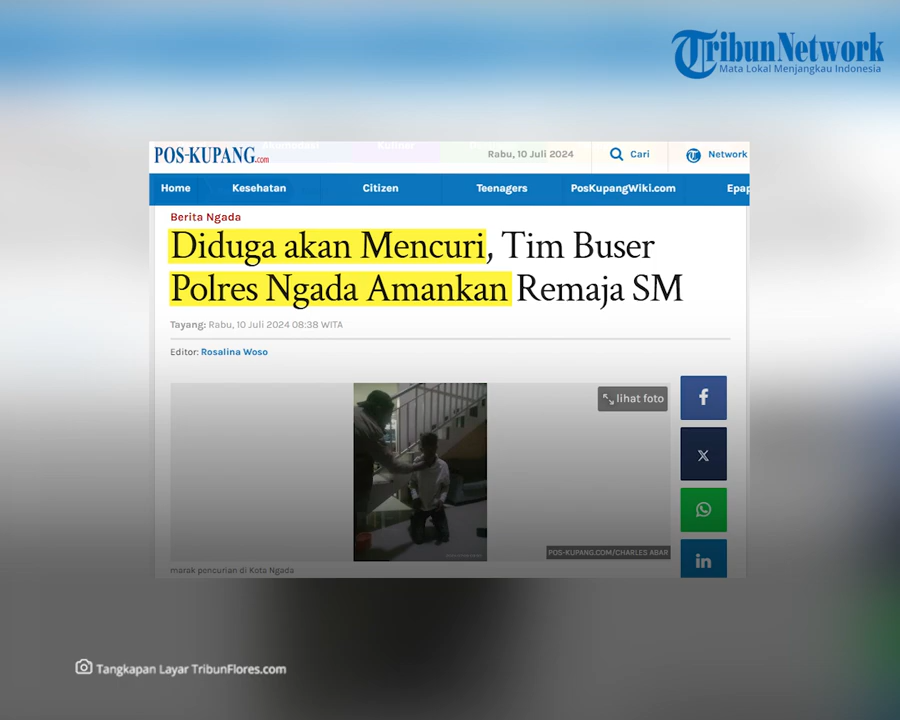 TribunNetwork
Mata Lokal Menjangkau Indonesia
POS-KUPANG.com
Rabu, 10 Juli 2024
Cari
Network
Home
Kesehatan
Citizen
Teenagers
PosKupangWiki.com
Epap
Berita Ngada
Diduga akan Mencuri, Tim Buser
Polres Ngada Amankan Remaja SM
Tayang: Rabu, 10 Juli 2024 08:38 WITA
Editor: Rosalina Woso
lihat foto
POS-KUPANG.COM/CHARLES ABAR
marak pencurian di Kota Ngada
Tangkapan Layar TribunFlores.com